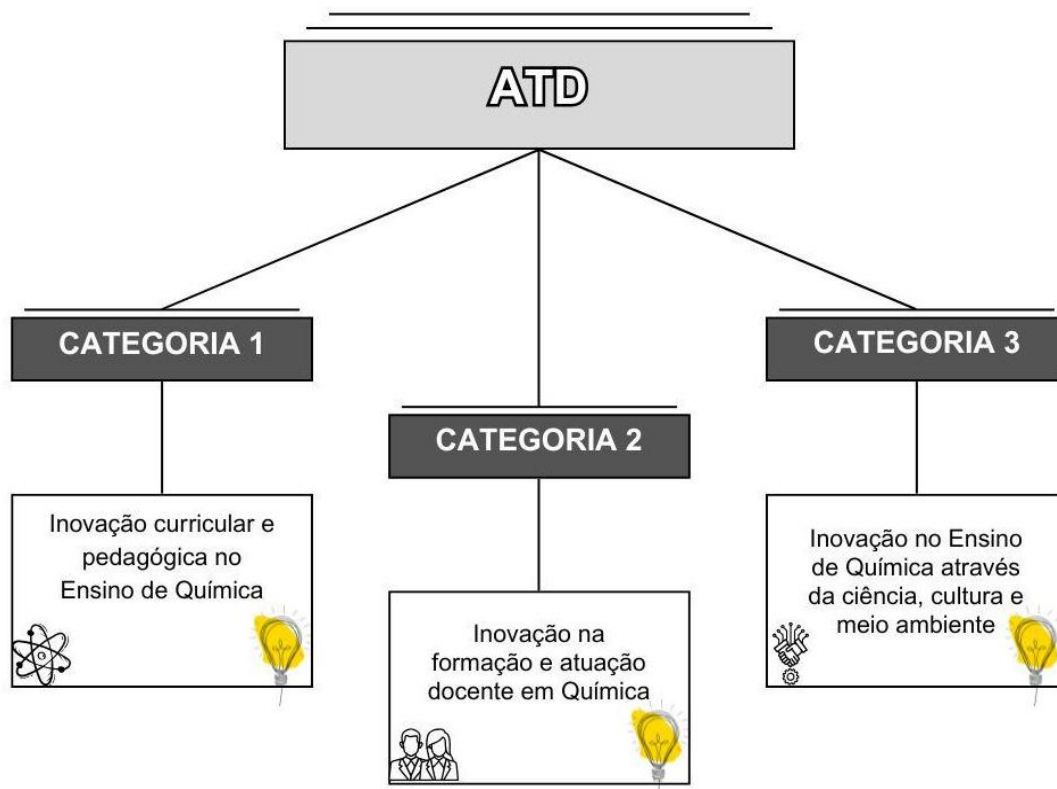 ATD
CATEGORIA 1
Inovação curricular e
pedagógica no
Ensino de Química
CATEGORIA 2
Inovação na
formação e atuação
docente em Química
CATEGORIA 3
Inovação no Ensino
de Química através
da ciência, cultura e
meio ambiente